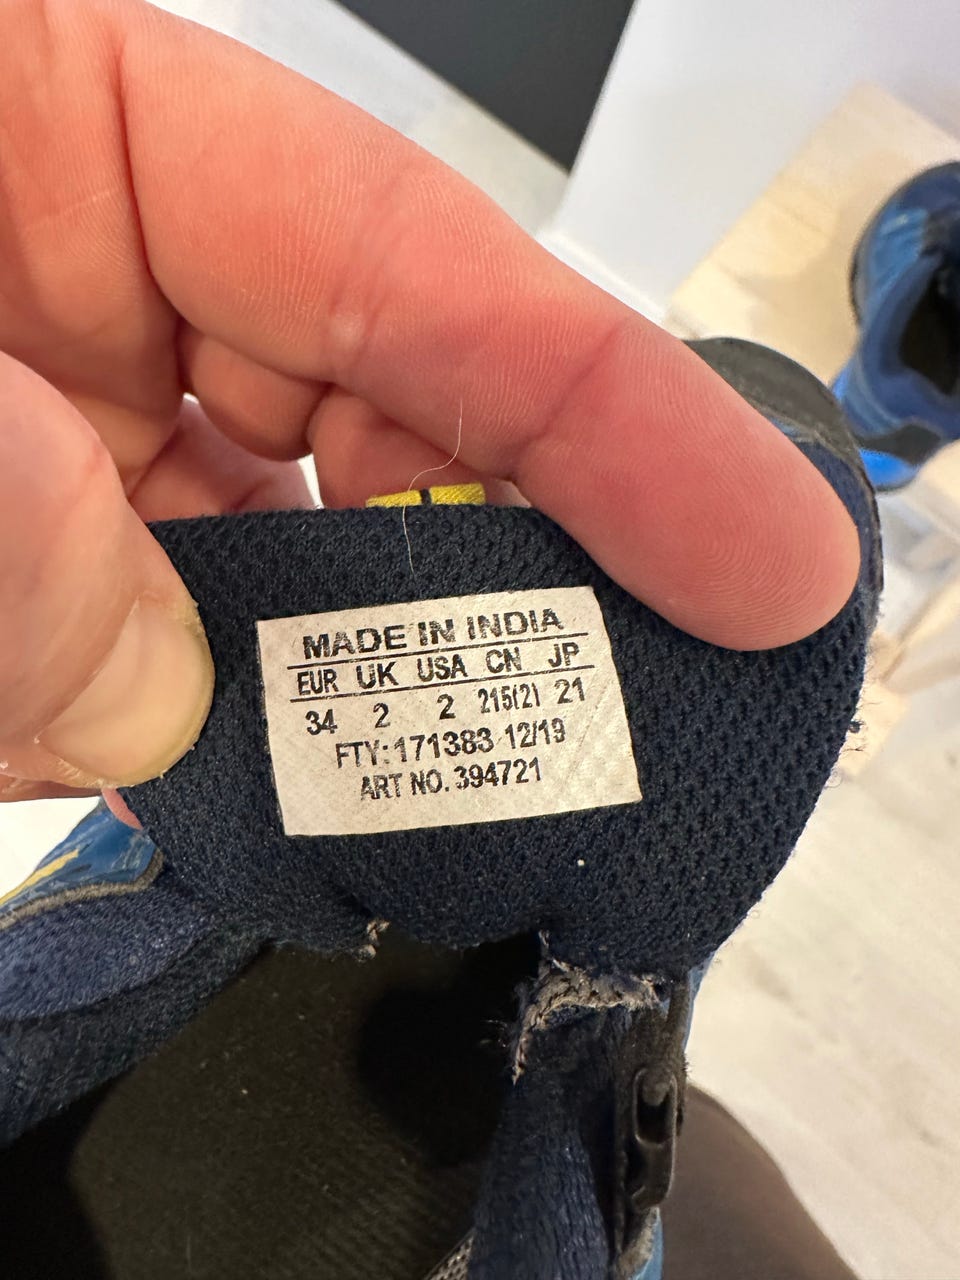 MADE IN INDIA
EUR UK USA CN JP
34 2 2 215(2) 21
FTY: 171383 12/19
ART NO. 394721